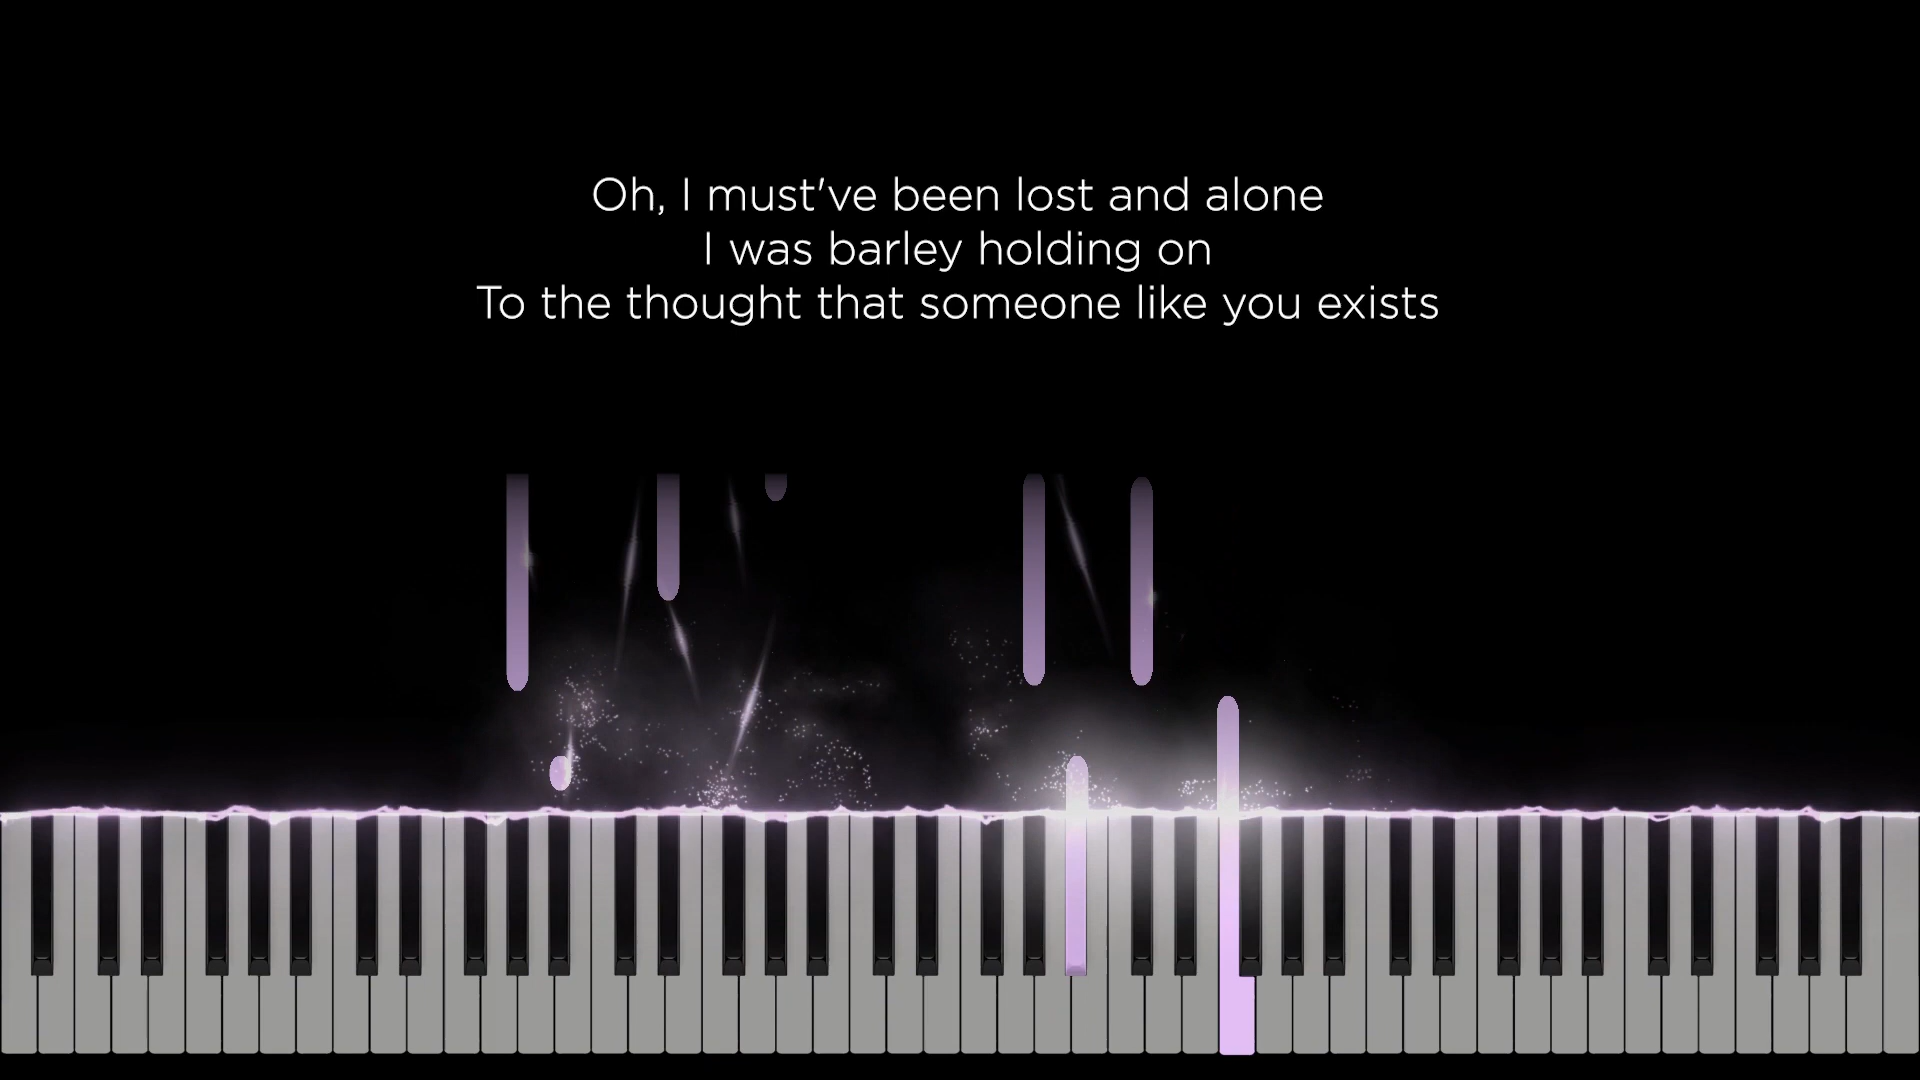 Oh, I must've been lost and alone
I was barley holding on
To the thought that someone like you exists